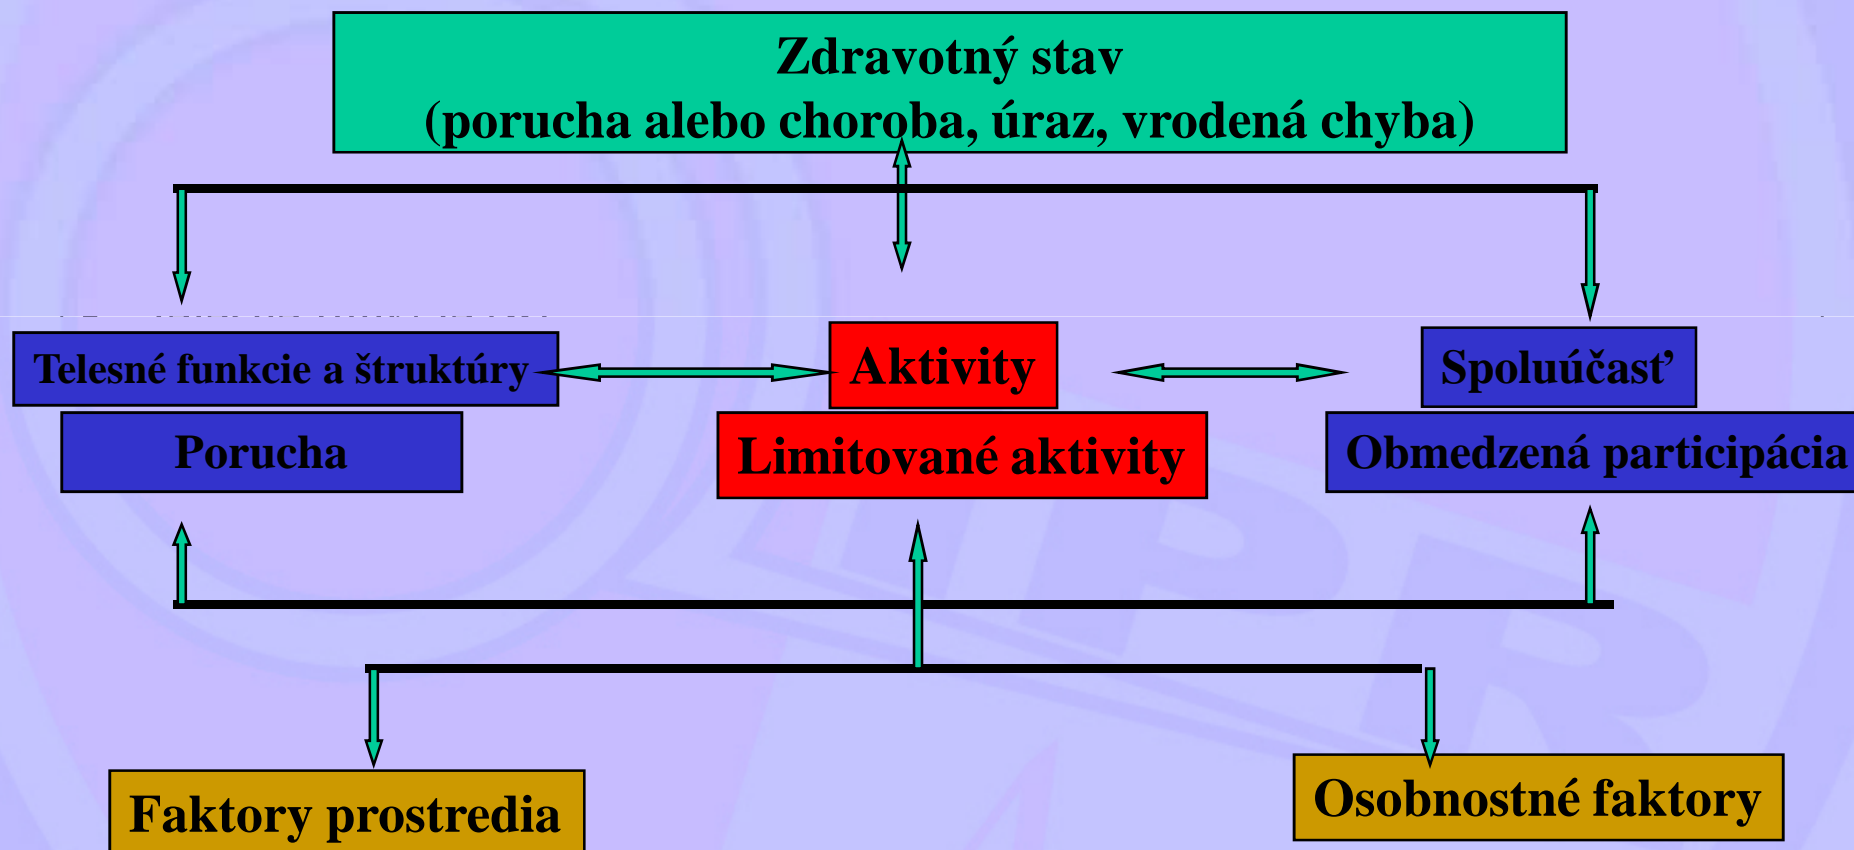 Zdravotný stav
(porucha alebo choroba, úraz, vrodená chyba)
Telesné funkcie a štruktúry
Aktivity
Spoluúčasť
Porucha
Limitované aktivity
Obmedzená participácia
Faktory prostredia
Osobnostné faktory